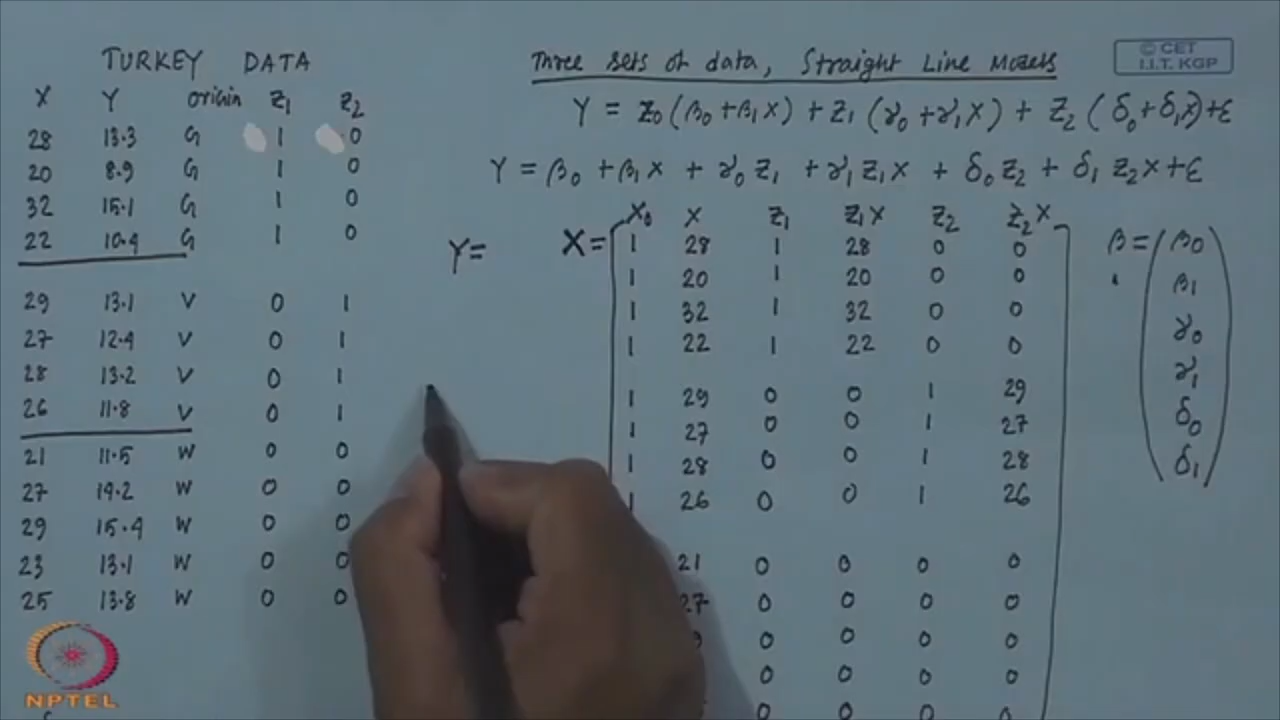 TURKEY DATA
X Y origin Z1 Z2
28 13.3 G 1 0
20 8.9 G 1 0
32 15.1 G 1 0
22 10.4 G 1 0
29 13.1 V 0 1
27 12.4 V 0 1
28 13.2 V 0 1
26 11.8 V 0 1
21 11.5 W 0 0
27 14.2 W 0 0
29 15.4 W 0 0
23 13.1 W 0 0
25 13.8 W 0 0
Three sets of data, Straight Line Models
Y = Z0 (β0 + β1 X) + Z1 (γ0 + γ1 X) + Z2 (δ0 + δ1 X) + ε
Y = β0 + β1 X + γ0 Z1 + γ1 Z1 X + δ0 Z2 + δ1 Z2 X + ε
Y =
X =
X0 X Z1 Z1 X Z2 Z2 X
1 28 1 28 0 0
1 20 1 20 0 0
1 32 1 32 0 0
1 22 1 22 0 0
1 29 0 0 1 29
1 27 0 0 1 27
1 28 0 0 1 28
1 26 0 0 1 26
21 0 0 0 0
27 0 0 0 0
0 0 0 0
0 0 0 0
0 0 0 0
β = ( β0
β1
γ0
γ1
δ0
δ1 )
© CET
I.I.T. KGP
NPTEL